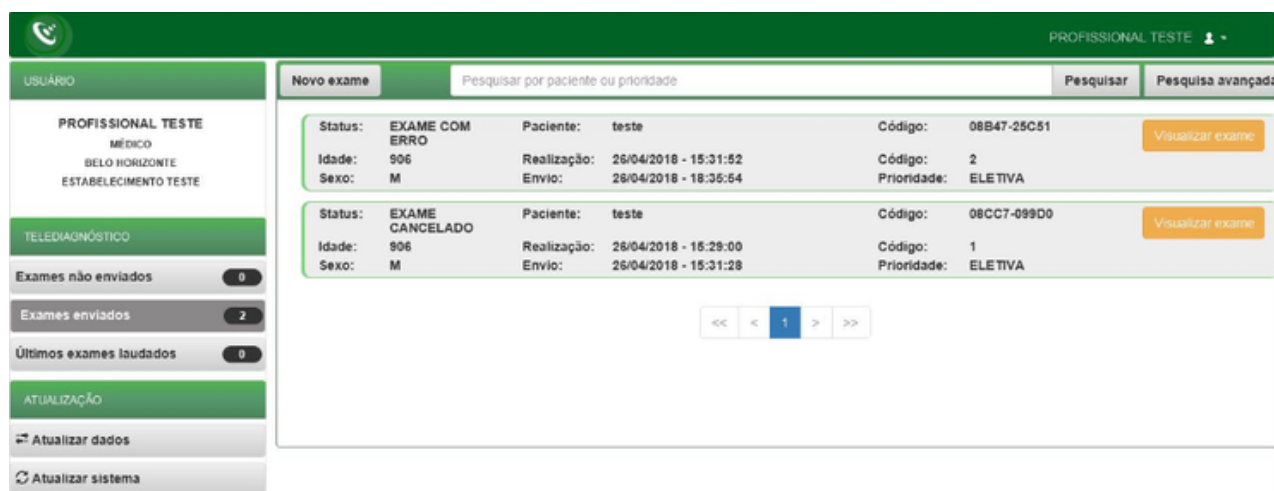 PROFISSIONAL TESTE
USUÁRIO
PROFISSIONAL TESTE
MÉDICO
BELO HORIZONTE
ESTABELECIMENTO TESTE
TELEDIAGNÓSTICO
Exames não enviados 0
Exames enviados 2
Últimos exames laudados 0
ATUALIZAÇÃO
Atualizar dados
Atualizar sistema
Novo exame Pesquisar por paciente ou prioridade Pesquisar Pesquisa avançada
Status: EXAME COM ERRO Paciente: teste Código: 08B47-25C51 Visualizar exame
Idade: 906 Realização: 26/04/2018 - 15:31:52 Código: 2
Sexo: M Envio: 26/04/2018 - 18:35:54 Prioridade: ELETIVA
Status: EXAME CANCELADO Paciente: teste Código: 08CC7-099D0 Visualizar exame
Idade: 906 Realização: 26/04/2018 - 15:29:00 Código: 1
Sexo: M Envio: 26/04/2018 - 15:31:28 Prioridade: ELETIVA
<< < 1 > >>